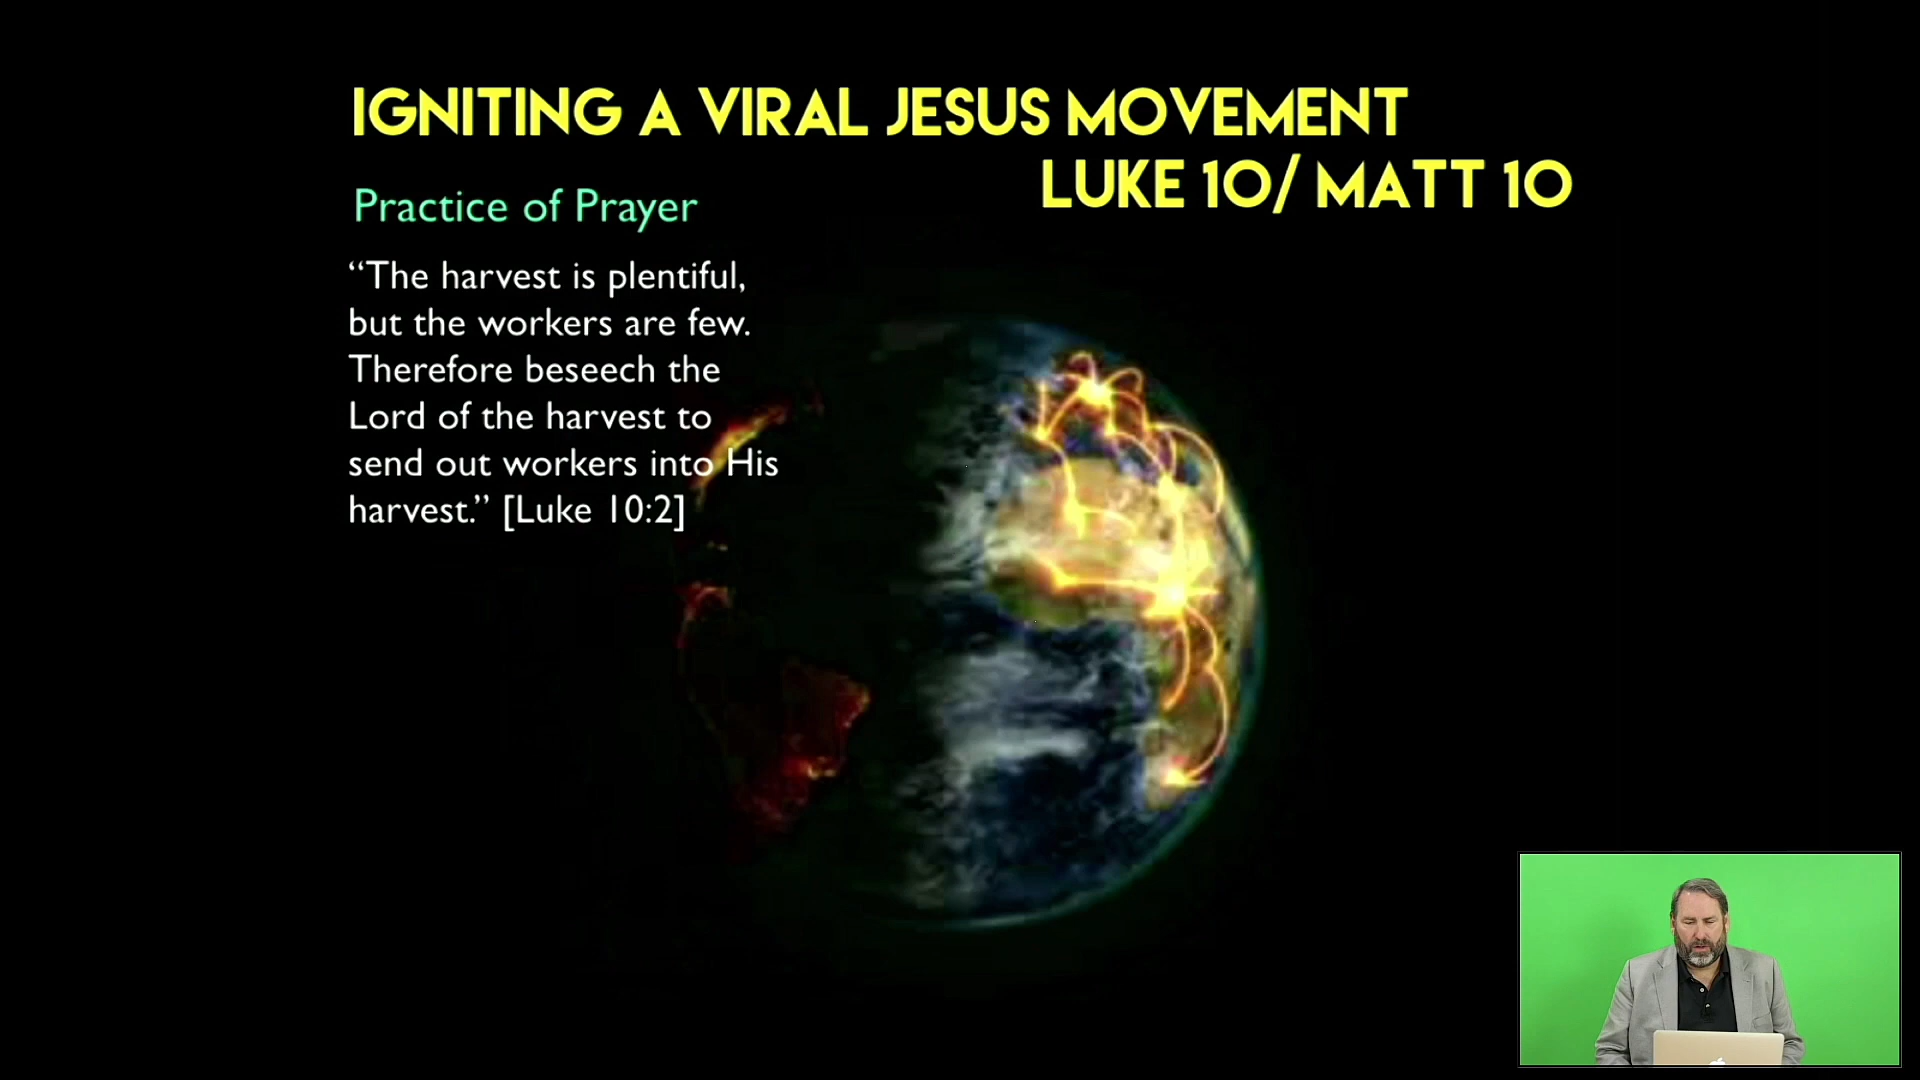 IGNITING A VIRAL JESUS MOVEMENT
LUKE 10/ MATT 10
Practice of Prayer
“The harvest is plentiful,
but the workers are few.
Therefore beseech the
Lord of the harvest to
send out workers into His
harvest.” [Luke 10:2]